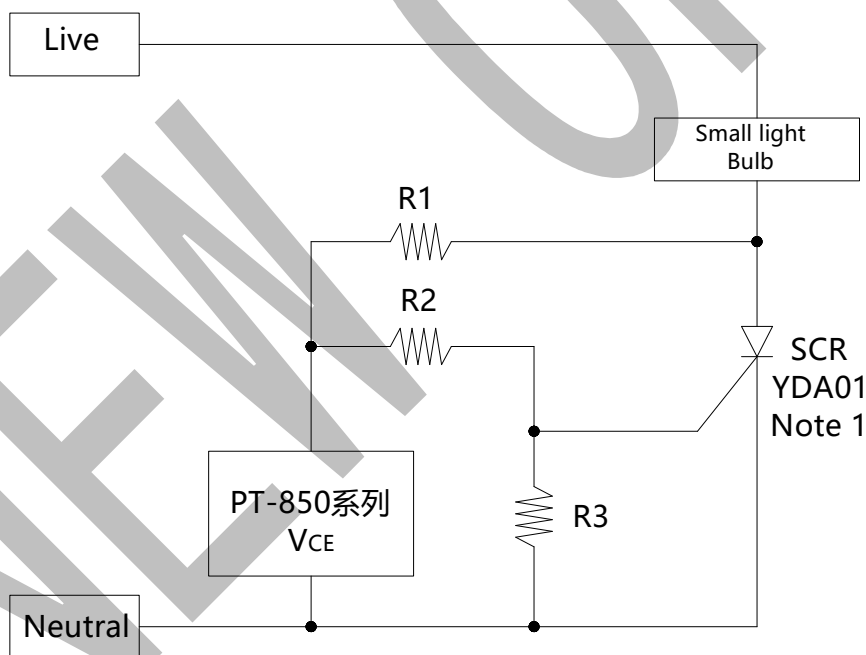 Live
Small light
Bulb
R1
R2
SCR
YDA01
Note 1
PT-850系列
VCE
R3
Neutral